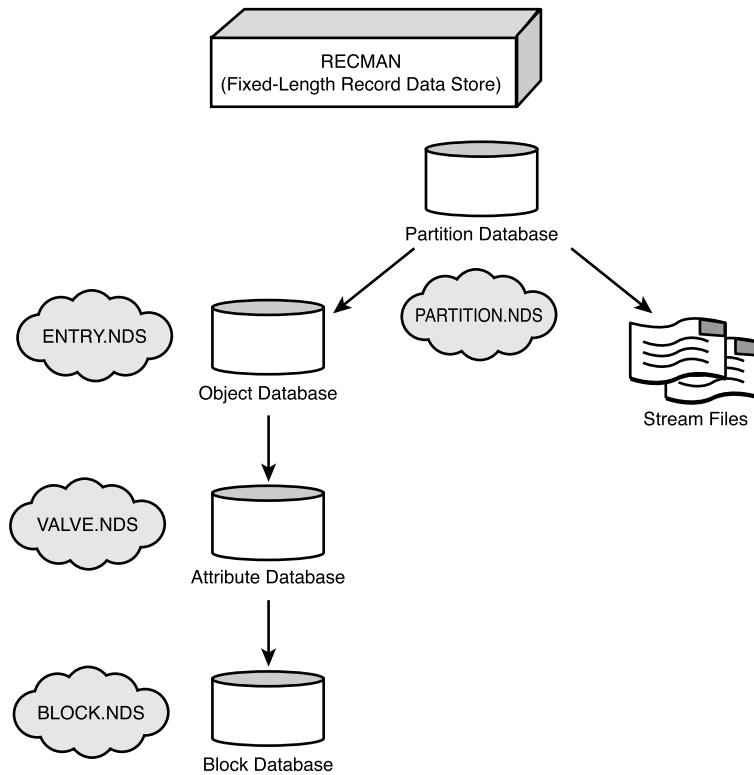 RECMAN
(Fixed-Length Record Data Store)
Partition Database
PARTITION.NDS
ENTRY.NDS
Object Database
Stream Files
VALVE.NDS
Attribute Database
BLOCK.NDS
Block Database